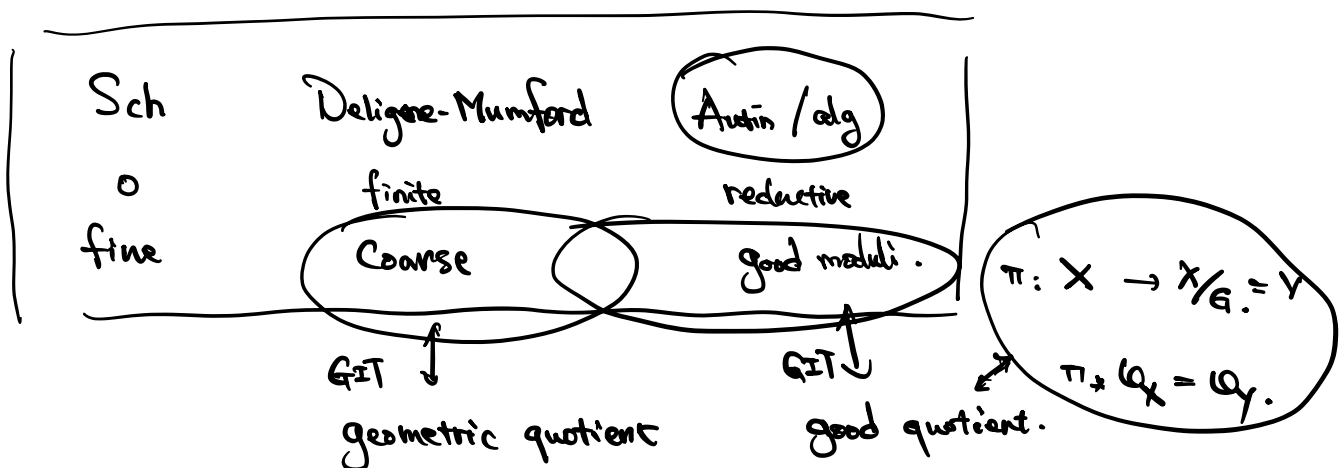 Sch Deligne-Mumford Artin / alg
0 finite reductive
fine Coarse good moduli.
π: X → X/G = Y
GIT ↕ GIT ↕
π* O_X = O_Y.
geometric quotient good quotient.